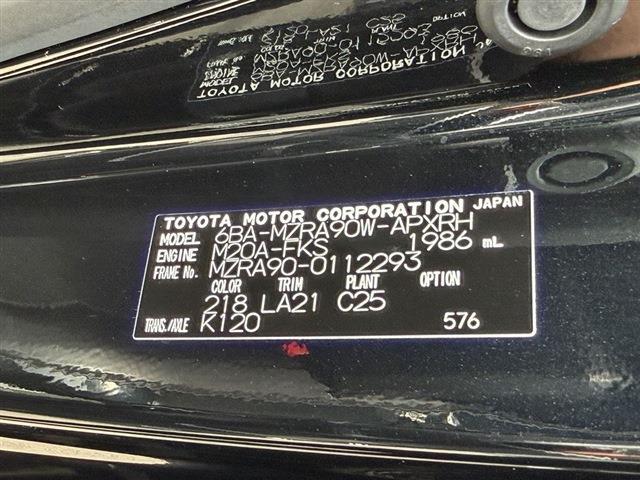 TOYOTA MOTOR CORPORATION JAPAN
MODEL 6BA-MZRA90W-APXRH
ENGINE M20A-FKS 1986 mL
FRAME No. MZRA90-0112293
COLOR TRIM PLANT OPTION
218 LA21 C25
TRANS./AXLE K120 576